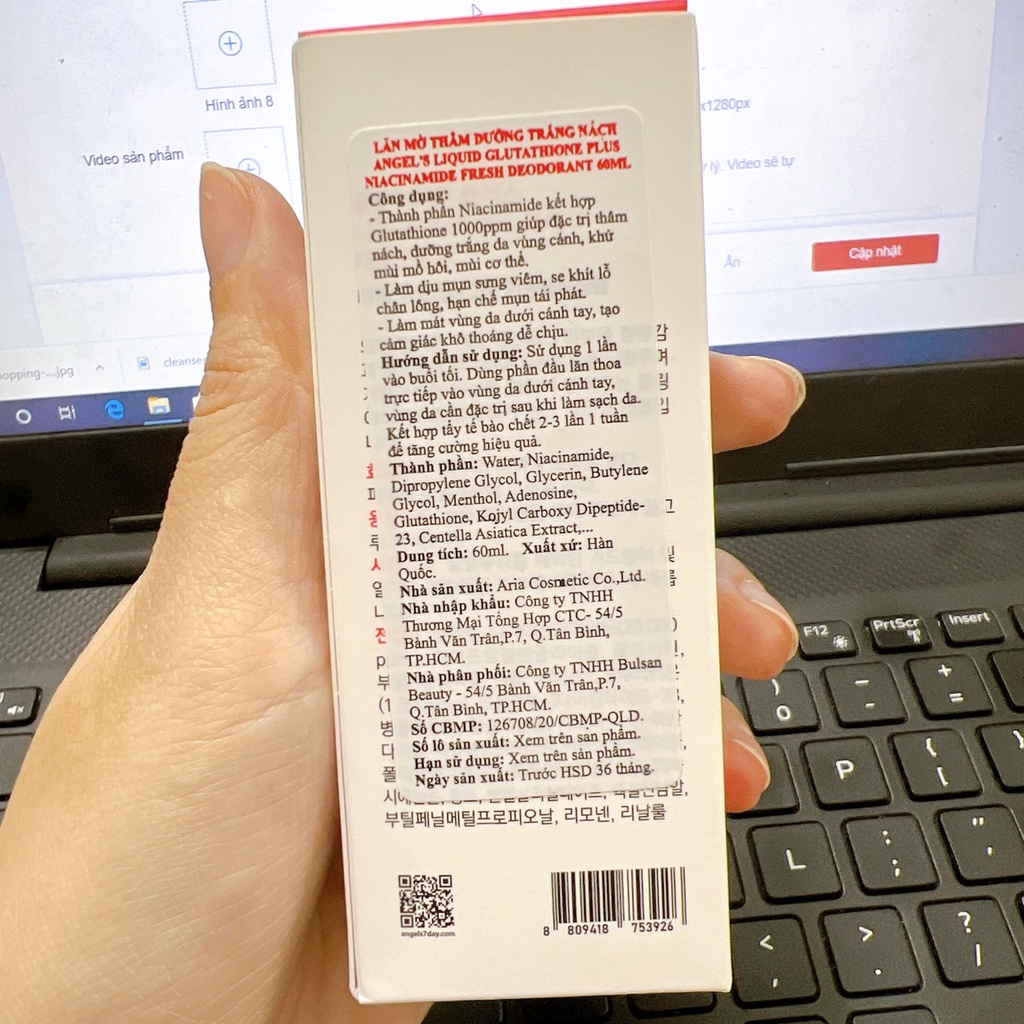 Hình ảnh 8
x1280px
Video sản phẩm
lý. Video sẽ tự
Ẩn
Cập nhật
opping-....jpg
cleanser
LĂN MỜ THÂM DƯỠNG TRẮNG NÁCH
ANGEL'S LIQUID GLUTATHIONE PLUS
NIACINAMIDE FRESH DEODORANT 60ML
Công dụng:
- Thành phần Niacinamide kết hợp
Glutathione 1000ppm giúp đặc trị thâm
nách, dưỡng trắng da vùng cánh, khử
mùi mồ hôi, mùi cơ thể.
- Làm dịu mụn sưng viêm, se khít lỗ
chân lông, hạn chế mụn tái phát.
- Làm mát vùng da dưới cánh tay, tạo
cảm giác khô thoáng dễ chịu.
Hướng dẫn sử dụng: Sử dụng 1 lần
vào buổi tối. Dùng phần đầu lăn thoa
trực tiếp vào vùng da dưới cánh tay,
vùng da cần đặc trị sau khi làm sạch da.
Kết hợp tẩy tế bào chết 2-3 lần 1 tuần
để tăng cường hiệu quả.
Thành phần: Water, Niacinamide,
Dipropylene Glycol, Glycerin, Butylene
Glycol, Menthol, Adenosine,
Glutathione, Kojyl Carboxy Dipeptide-
23, Centella Asiatica Extract,...
Dung tích: 60ml. Xuất xứ: Hàn
Quốc.
Nhà sản xuất: Aria Cosmetic Co.,Ltd.
Nhà nhập khẩu: Công ty TNHH
Thương Mại Tổng Hợp CTC- 54/5
Bành Văn Trân,P.7, Q.Tân Bình,
TP.HCM.
Nhà phân phối: Công ty TNHH Bulsan
Beauty - 54/5 Bành Văn Trân,P.7,
Q.Tân Bình, TP.HCM.
Số CBMP: 126708/20/CBMP-QLD.
Số lô sản xuất: Xem trên sản phẩm.
Hạn sử dụng: Xem trên sản phẩm.
Ngày sản xuất: Trước HSD 36 tháng.
부틸페닐메틸프로피오날, 리모넨, 리날룰
angels7day.com
8 809418 753926
F12
PrtScr
Insert
)
0
_
-
+
=
P
{
[
L
:
;
"
,
<
,
>
.
?
/